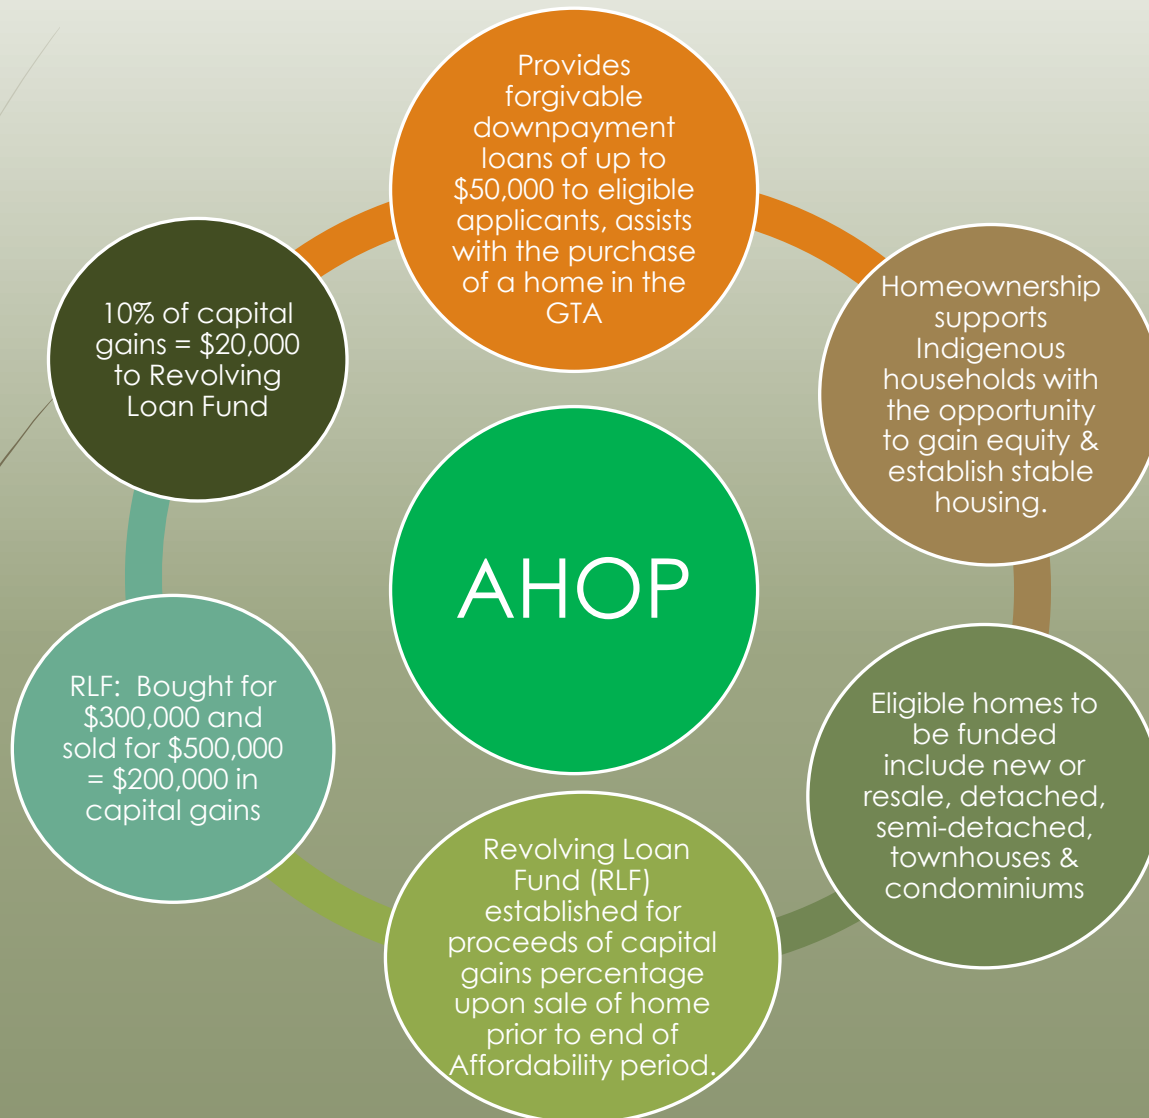 Provides
forgivable
downpayment
loans of up to
$50,000 to eligible
applicants, assists
with the purchase
of a home in the
GTA
Homeownership
supports
Indigenous
households with
the opportunity
to gain equity &
establish stable
housing.
Eligible homes to
be funded
include new or
resale, detached,
semi-detached,
townhouses &
condominiums
Revolving Loan
Fund (RLF)
established for
proceeds of capital
gains percentage
upon sale of home
prior to end of
Affordability period.
RLF: Bought for
$300,000 and
sold for $500,000
= $200,000 in
capital gains
10% of capital
gains = $20,000
to Revolving
Loan Fund
AHOP